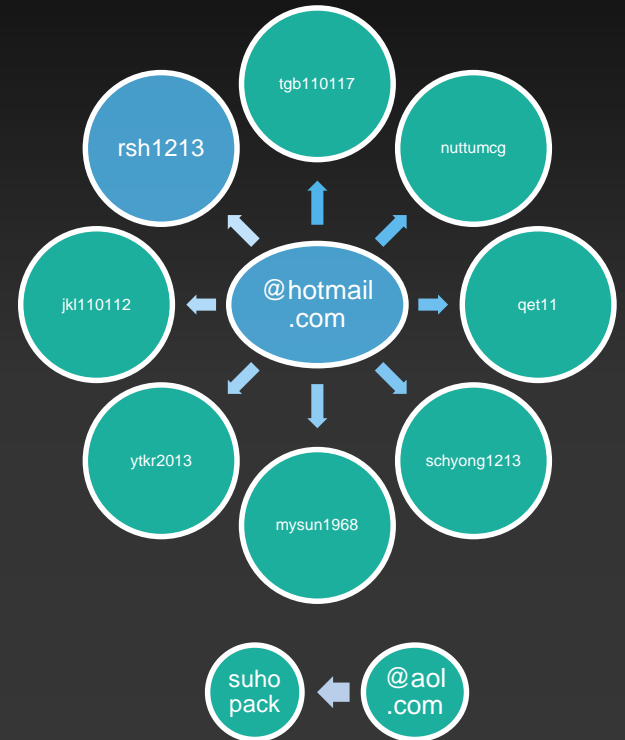 tgb110117
rsh1213
nuttumcg
@hotmail
.com
jkl110112
qet11
ytkr2013
schyong1213
mysun1968
suho
pack
@aol
.com